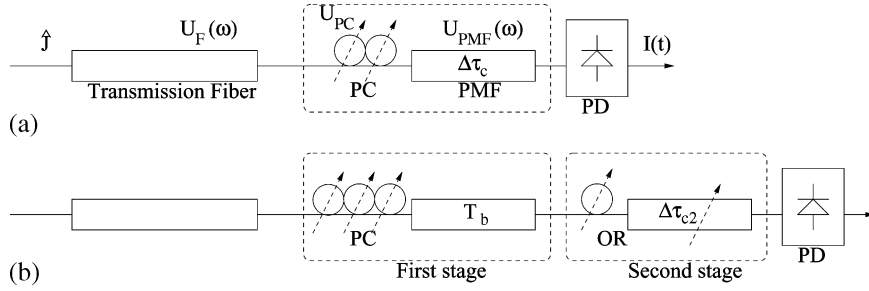 ĵ
U_F(ω)
U_PC
U_PMF(ω)
I(t)
Δτ_c
Transmission Fiber
PC
PMF
PD
(a)
T_b
Δτ_c2
PC
OR
PD
(b)
First stage
Second stage